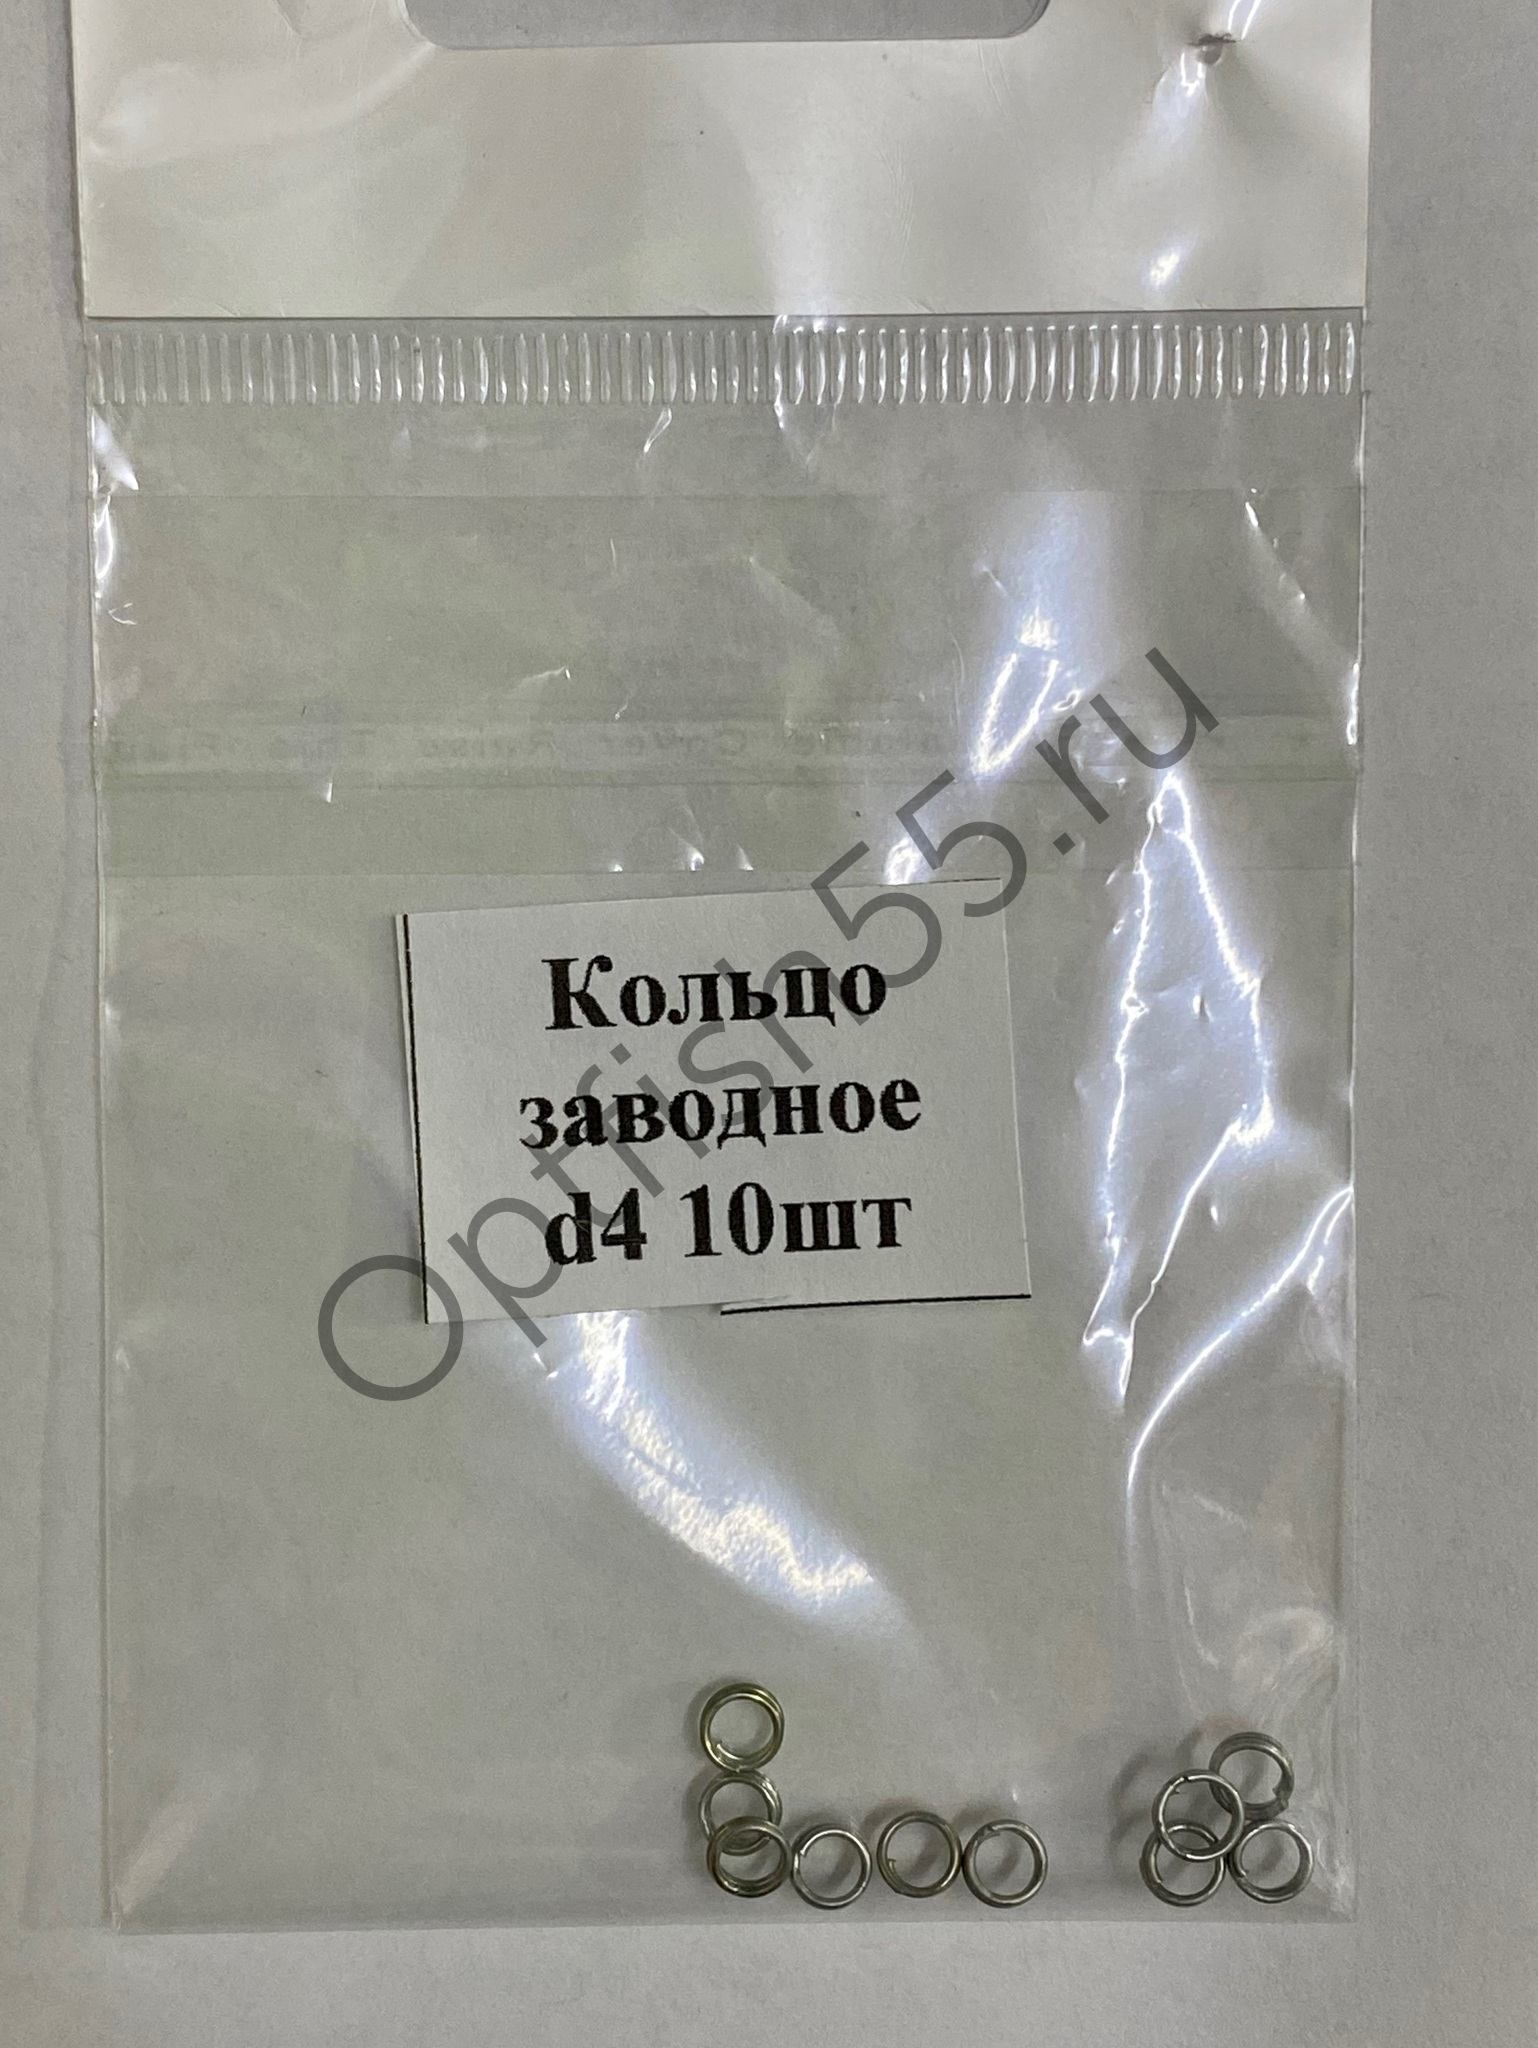 Кольцо
заводное
d4 10шт
Optfish55.ru